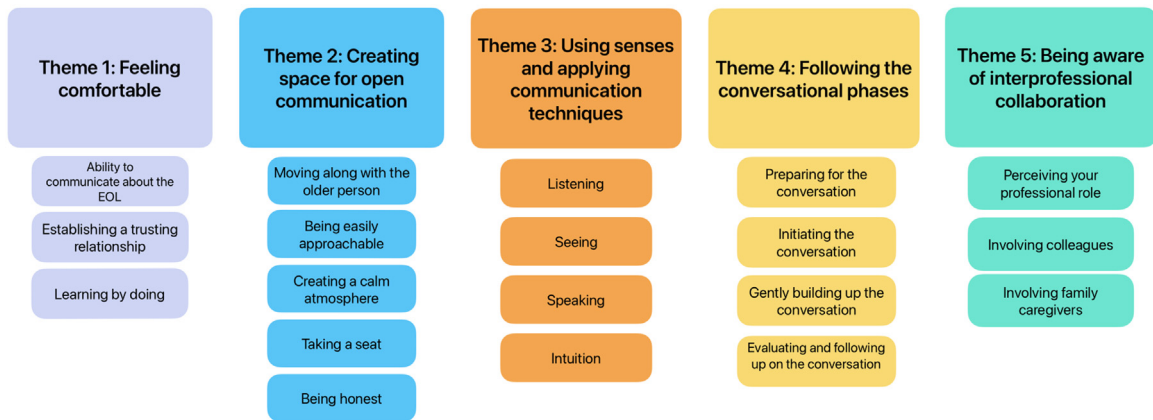 Theme 1: Feeling
comfortable
Ability to
communicate about the
EOL
Establishing a trusting
relationship
Learning by doing
Theme 2: Creating
space for open
communication
Moving along with the
older person
Being easily
approachable
Creating a calm
atmosphere
Taking a seat
Being honest
Theme 3: Using senses
and applying
communication
techniques
Listening
Seeing
Speaking
Intuition
Theme 4: Following the
conversational phases
Preparing for the
conversation
Initiating the
conversation
Gently building up the
conversation
Evaluating and following
up on the conversation
Theme 5: Being aware
of interprofessional
collaboration
Perceiving your
professional role
Involving colleagues
Involving family
caregivers